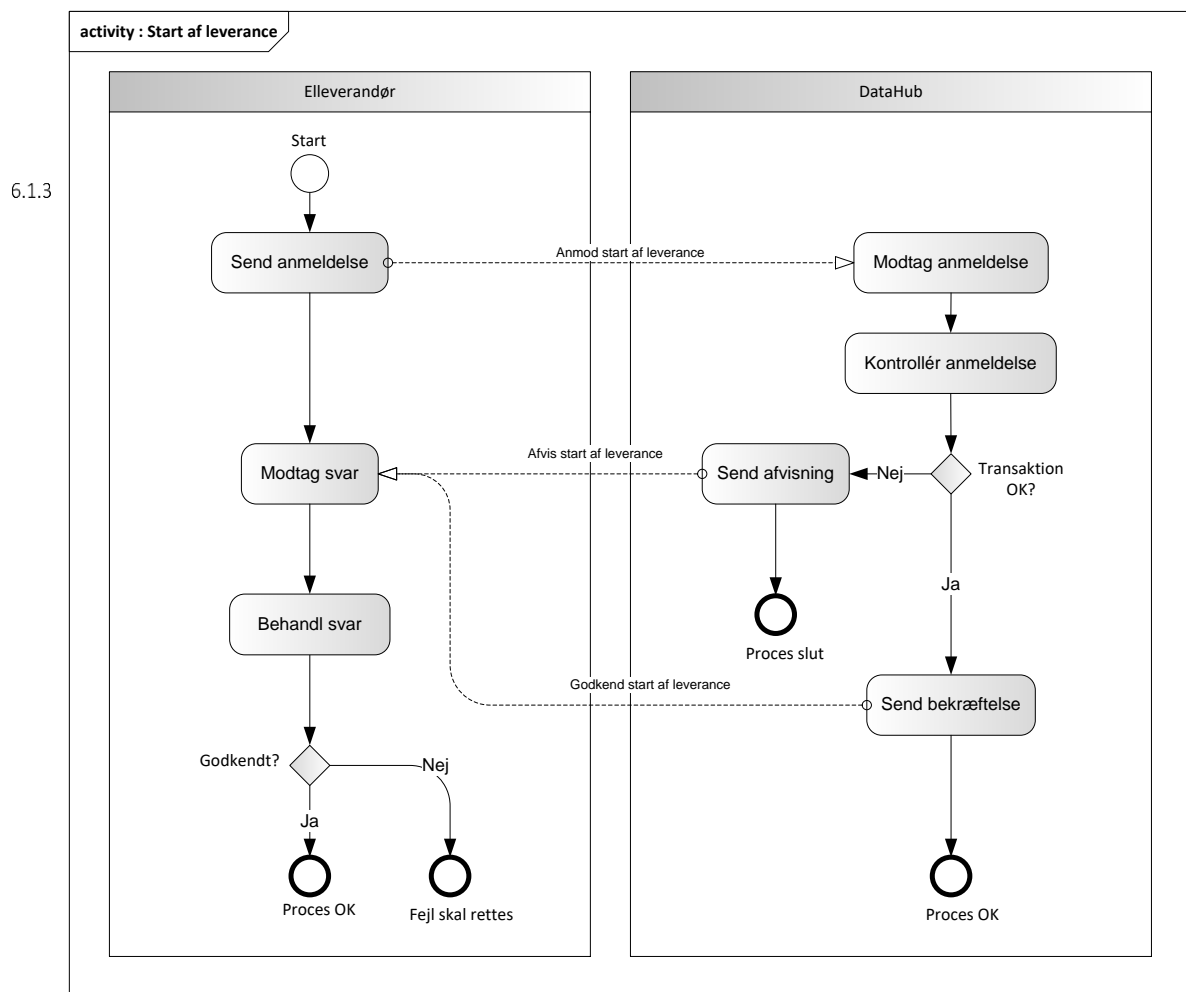 activity : Start af leverance
Elleverandør
DataHub
Start
6.1.3
Send anmeldelse
Anmod start af leverance
Modtag anmeldelse
Kontrollér anmeldelse
Modtag svar
Afvis start af leverance
Send afvisning
Nej
Transaktion
OK?
Ja
Behandl svar
Proces slut
Godkend start af leverance
Send bekræftelse
Godkendt?
Nej
Ja
Proces OK
Fejl skal rettes
Proces OK